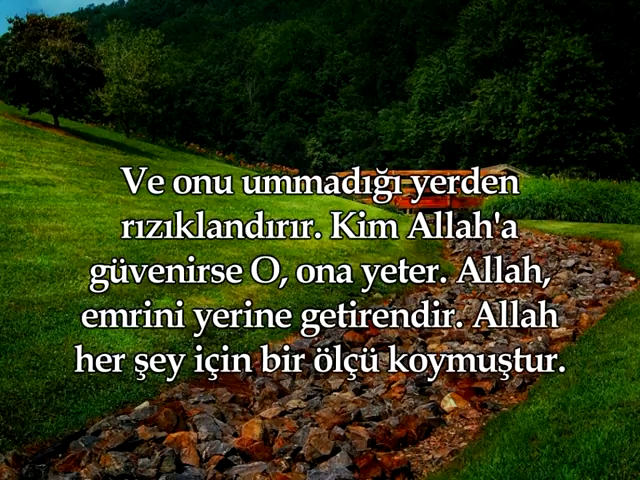 Ve onu ummadığı yerden
rızıklandırır. Kim Allah'a
güvenirse O, ona yeter. Allah,
emrini yerine getirendir. Allah
her şey için bir ölçü koymuştur.